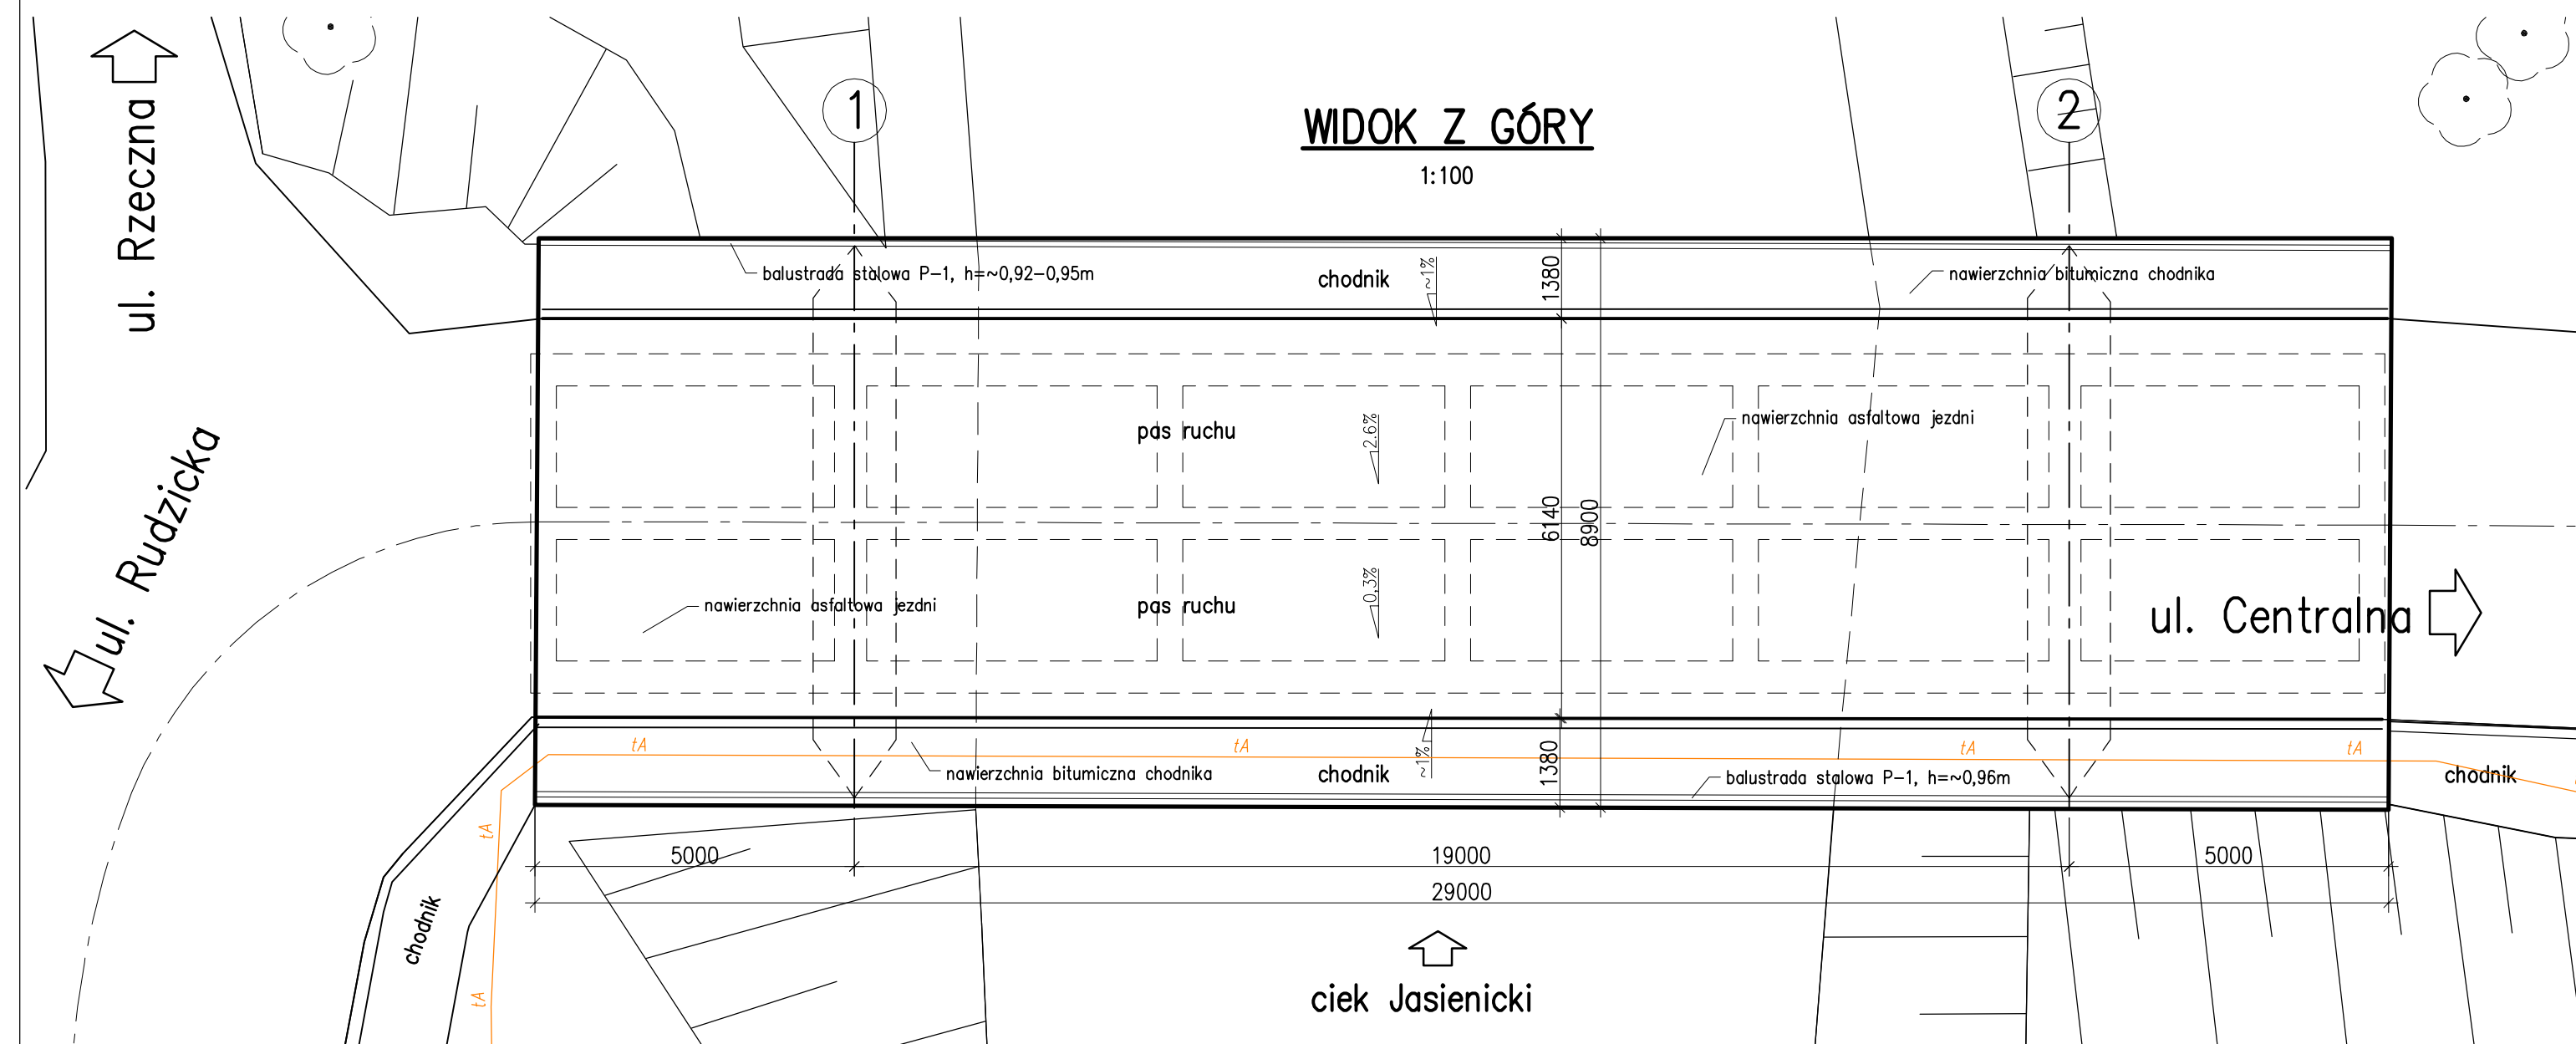 ul. Rzeczna
1
WIDOK Z GÓRY
1:100
2
balustrada stalowa P-1, h=~0,92-0,95m
chodnik
~1%
1380
nawierzchnia bitumiczna chodnika
ul. Rudzicka
pas ruchu
2.6%
nawierzchnia asfaltowa jezdni
6140
8900
nawierzchnia asfaltowa jezdni
pas ruchu
0,3%
ul. Centralna
tA
tA
tA
tA
nawierzchnia bitumiczna chodnika
chodnik
~1%
1380
balustrada stalowa P-1, h=~0,96m
chodnik
tA
5000
19000
5000
29000
chodnik
tA
ciek Jasienicki